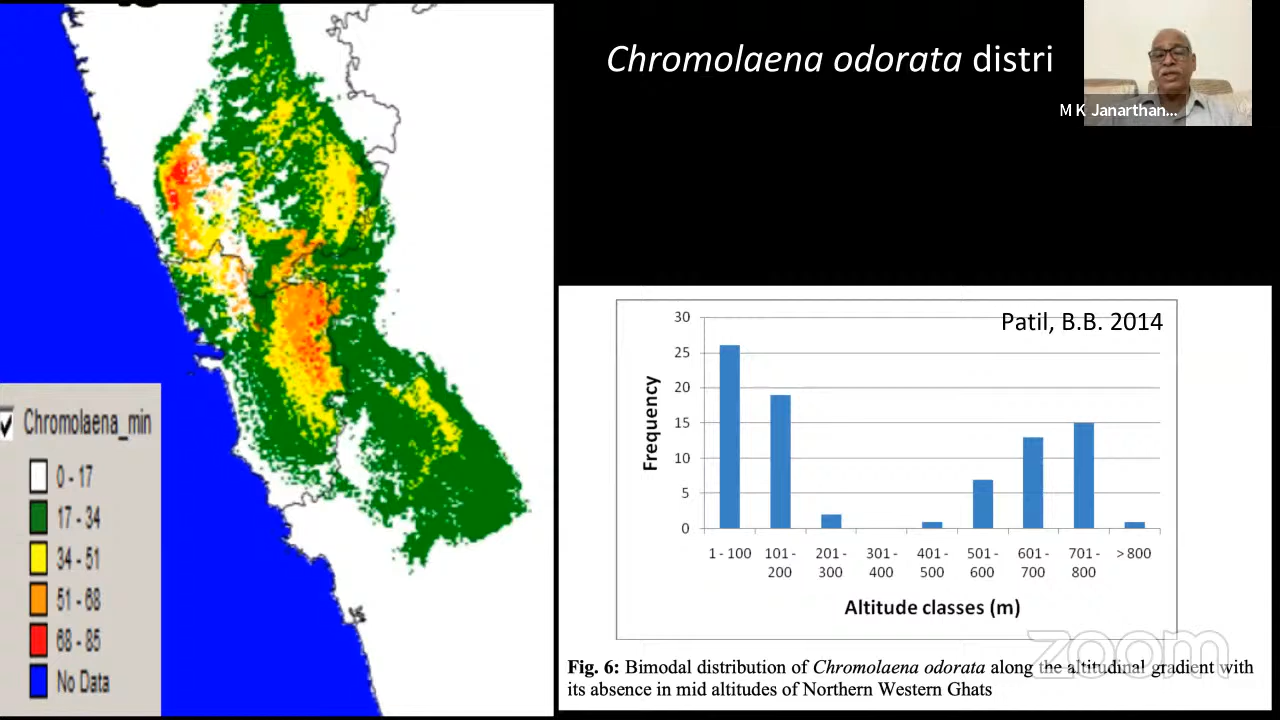 Chromolaena odorata distri
M K Janarthan...
Chromolaena_min
0 - 17
17 - 34
34 - 51
51 - 68
68 - 85
No Data
Patil, B.B. 2014
Frequency
30
25
20
15
10
5
0
1 - 100 101 - 200 201 - 300 301 - 400 401 - 500 501 - 600 601 - 700 701 - 800 > 800
Altitude classes (m)
zoom
Fig. 6: Bimodal distribution of Chromolaena odorata along the altitudinal gradient with
its absence in mid altitudes of Northern Western Ghats